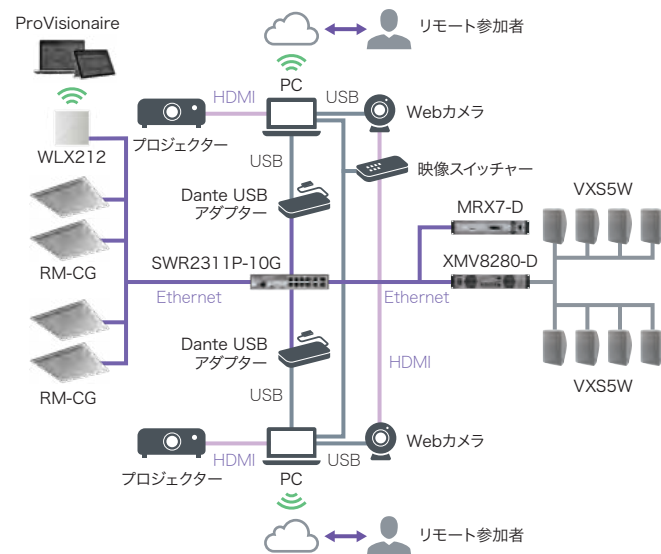 ProVisionaire
リモート参加者
PC
HDMI
USB
Webカメラ
プロジェクター
WLX212
USB
映像スイッチャー
Dante USB
アダプター
VXS5W
MRX7-D
RM-CG
SWR2311P-10G
XMV8280-D
Ethernet
Ethernet
Dante USB
アダプター
HDMI
RM-CG
USB
VXS5W
Webカメラ
HDMI
USB
プロジェクター
PC
リモート参加者